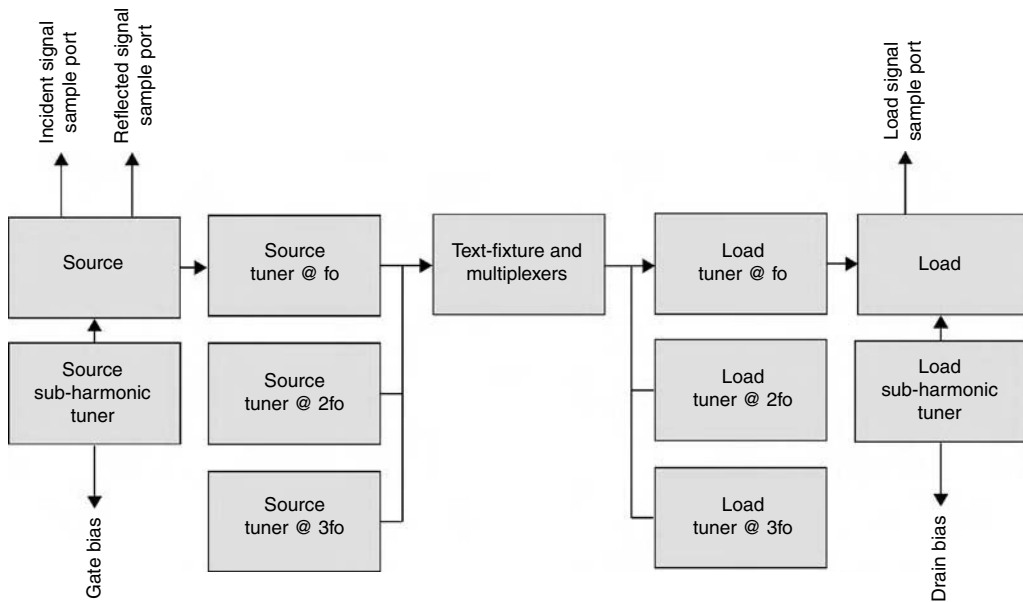 Incident signal
sample port
Reflected signal
sample port
Load signal
sample port
Source
Source
tuner @ fo
Text-fixture and
multiplexers
Load
tuner @ fo
Load
Source
sub-harmonic
tuner
Source
tuner @ 2fo
Load
tuner @ 2fo
Load
sub-harmonic
tuner
Source
tuner @ 3fo
Load
tuner @ 3fo
Gate bias
Drain bias